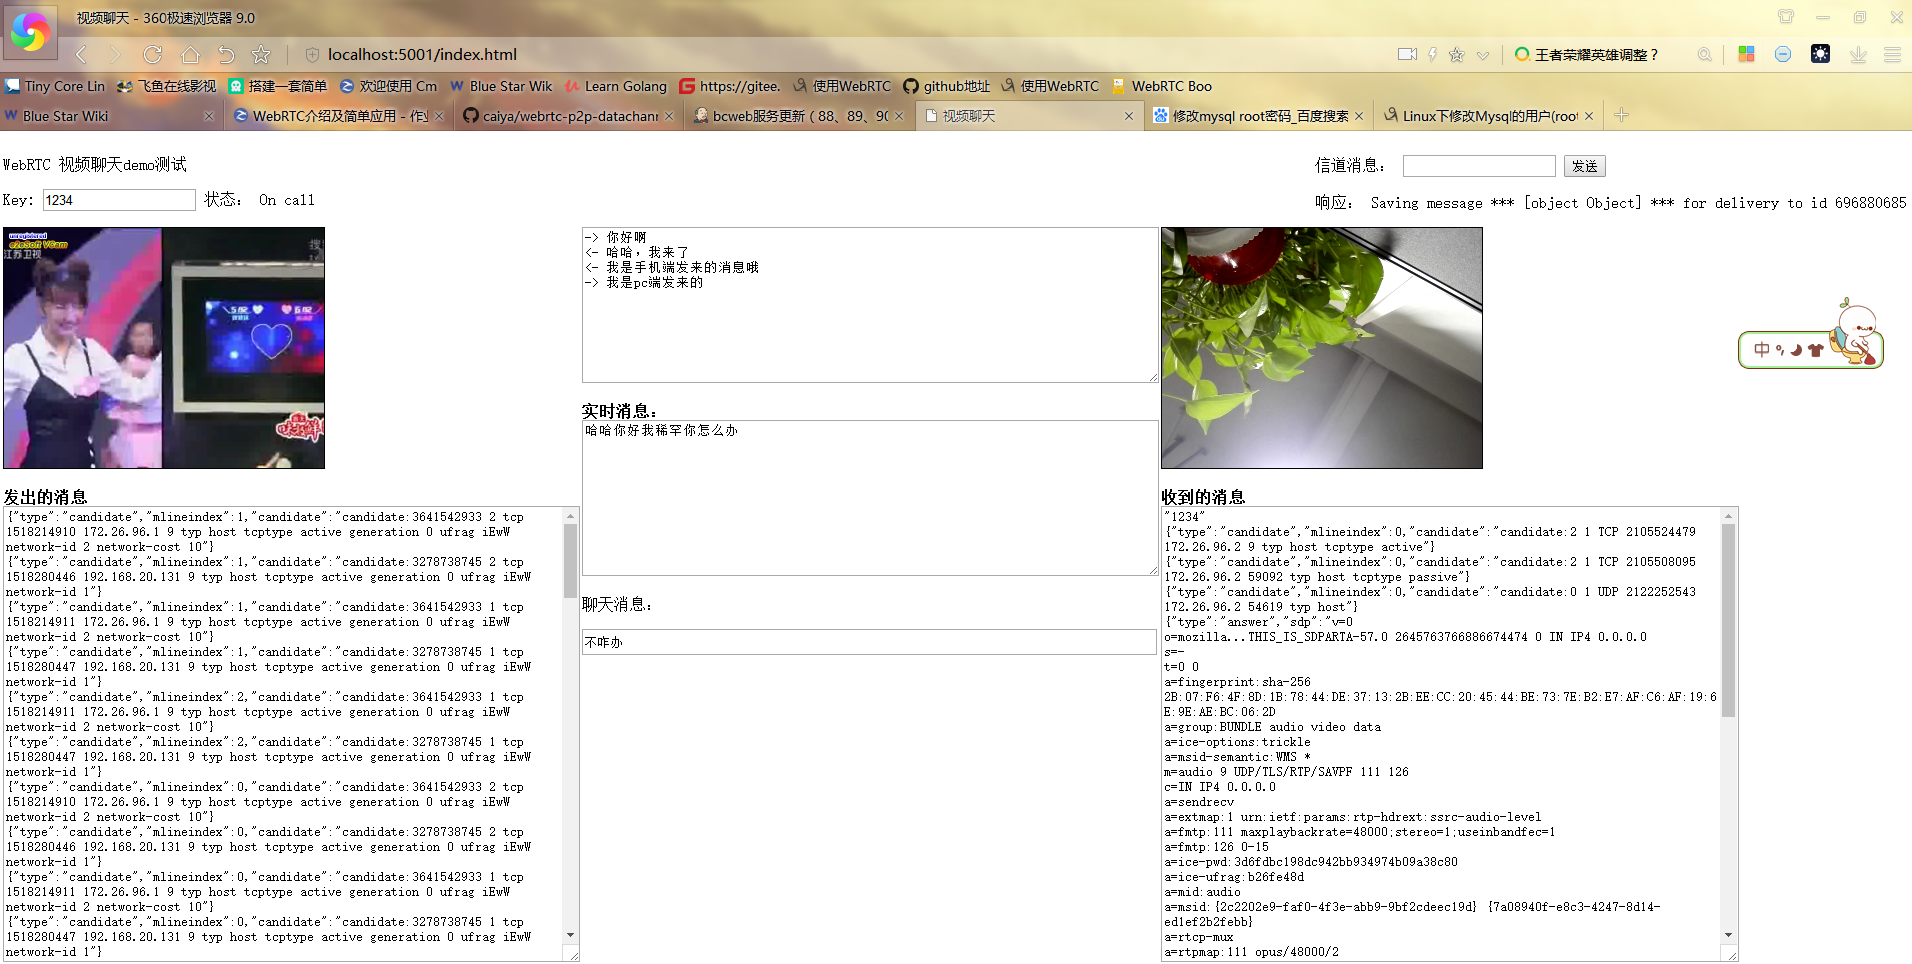 视频聊天 - 360极速浏览器 9.0
localhost:5001/index.html
王者荣耀英雄调整？
Tiny Core Lin 飞鱼在线影视 搭建一套简单 欢迎使用 Cm Blue Star Wik Learn Golang https://gitee. 使用WebRTC github地址 使用WebRTC WebRTC Boo
Blue Star Wiki WebRTC介绍及简单应用 - 作业 caiya/webrtc-p2p-datachann bcweb服务更新（88、89、90 视频聊天 修改mysql root密码_百度搜索 Linux下修改Mysql的用户(root
WebRTC 视频聊天demo测试
信道消息： 发送
Key: 1234 状态： On call
响应： Saving message *** [object Object] *** for delivery to id 696880685
unregistered
e2eSoft VCam
江苏卫视
-> 你好啊
<- 哈哈，我来了
<- 我是手机端发来的消息哦
-> 我是pc端发来的
中
实时消息：
哈哈你好我稀罕你怎么办
聊天消息：
不咋办
发出的消息
{"type":"candidate","mlineindex":1,"candidate":"candidate:3641542933 2 tcp
1518214910 172.26.96.1 9 typ host tcptype active generation 0 ufrag iEwW
network-id 2 network-cost 10"}
{"type":"candidate","mlineindex":1,"candidate":"candidate:3278738745 2 tcp
1518280446 192.168.20.131 9 typ host tcptype active generation 0 ufrag iEwW
network-id 1"}
{"type":"candidate","mlineindex":1,"candidate":"candidate:3641542933 1 tcp
1518214911 172.26.96.1 9 typ host tcptype active generation 0 ufrag iEwW
network-id 2 network-cost 10"}
{"type":"candidate","mlineindex":1,"candidate":"candidate:3278738745 1 tcp
1518280447 192.168.20.131 9 typ host tcptype active generation 0 ufrag iEwW
network-id 1"}
{"type":"candidate","mlineindex":2,"candidate":"candidate:3641542933 1 tcp
1518214911 172.26.96.1 9 typ host tcptype active generation 0 ufrag iEwW
network-id 2 network-cost 10"}
{"type":"candidate","mlineindex":2,"candidate":"candidate:3278738745 1 tcp
1518280447 192.168.20.131 9 typ host tcptype active generation 0 ufrag iEwW
network-id 1"}
{"type":"candidate","mlineindex":0,"candidate":"candidate:3641542933 2 tcp
1518214910 172.26.96.1 9 typ host tcptype active generation 0 ufrag iEwW
network-id 2 network-cost 10"}
{"type":"candidate","mlineindex":0,"candidate":"candidate:3278738745 2 tcp
1518280446 192.168.20.131 9 typ host tcptype active generation 0 ufrag iEwW
network-id 1"}
{"type":"candidate","mlineindex":0,"candidate":"candidate:3641542933 1 tcp
1518214911 172.26.96.1 9 typ host tcptype active generation 0 ufrag iEwW
network-id 2 network-cost 10"}
{"type":"candidate","mlineindex":0,"candidate":"candidate:3278738745 1 tcp
1518280447 192.168.20.131 9 typ host tcptype active generation 0 ufrag iEwW
network-id 1"}
收到的消息
"1234"
{"type":"candidate","mlineindex":0,"candidate":"candidate:2 1 TCP 2105524479
172.26.96.2 9 typ host tcptype active"}
{"type":"candidate","mlineindex":0,"candidate":"candidate:2 1 TCP 2105508095
172.26.96.2 59092 typ host tcptype passive"}
{"type":"candidate","mlineindex":0,"candidate":"candidate:0 1 UDP 2122252543
172.26.96.2 54619 typ host"}
{"type":"answer","sdp":"v=0
o=mozilla...THIS_IS_SDPARTA-57.0 2645763766886674474 0 IN IP4 0.0.0.0
s=-
t=0 0
a=fingerprint:sha-256
2B:07:F6:4F:8D:1B:78:44:DE:37:13:2B:EE:CC:20:45:44:BE:73:7E:B2:E7:AF:C6:AF:19:6
E:9E:AE:BC:06:2D
a=group:BUNDLE audio video data
a=ice-options:trickle
a=msid-semantic:WMS *
m=audio 9 UDP/TLS/RTP/SAVPF 111 126
c=IN IP4 0.0.0.0
a=sendrecv
a=extmap:1 urn:ietf:params:rtp-hdrext:ssrc-audio-level
a=fmtp:111 maxplaybackrate=48000;stereo=1;useinbandfec=1
a=fmtp:126 0-15
a=ice-pwd:3d6fdbc198dc942bb934974b09a38c80
a=ice-ufrag:b26fe48d
a=mid:audio
a=msid:{2c2202e9-faf0-4f3e-abb9-9bf2cdeec19d} {7a08940f-e8c3-4247-8d14-
ed1ef2b2febb}
a=rtcp-mux
a=rtpmap:111 opus/48000/2